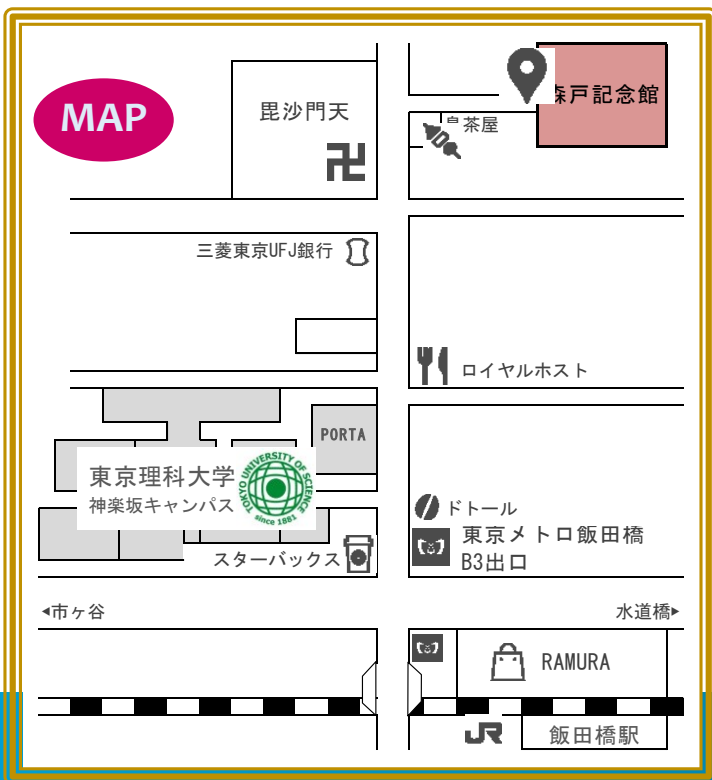 MAP
毘沙門天
卍
森戸記念館
茶屋
三菱東京UFJ銀行
ロイヤルホスト
PORTA
東京理科大学
神楽坂キャンパス
TOKYO UNIVERSITY OF SCIENCE
since 1881
ドトール
東京メトロ飯田橋
B3出口
スターバックス
◂市ヶ谷
水道橋▸
RAMURA
JR
飯田橋駅